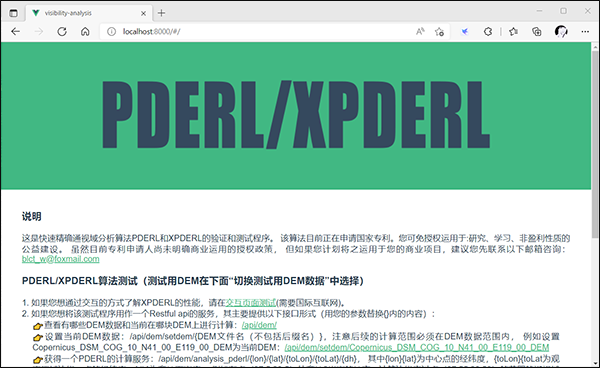 visibility-analysis
localhost:8000/#/
PDERL/XPDERL
说明
这是快速精确通视域分析算法PDERL和XPDERL的验证和测试程序。 该算法目前正在申请国家专利。您可免授权运用于:研究、学习、非盈利性质的
公益建设。 虽然目前专利申请人尚未明确商业运用的授权政策， 但如果您计划将之运用于您的商业项目，建议您先联系以下邮箱咨询：
blct_w@foxmail.com
PDERL/XPDERL算法测试（测试用DEM在下面“切换测试用DEM数据”中选择）
1. 如果您想通过交互的方式了解XPDERL的性能，请在交互页面测试(需要国际互联网)。
2. 如果您想将该测试程序用作一个Restful api的服务，其主要提供以下接口形式（用您的参数替换{}内的内容）:
👉查看有哪些DEM数据和当前在哪块DEM上进行计算：/api/dem/
👉设置当前DEM数据：/api/dem/setdem/{DEM文件名（不包括后缀名）}，注意后续的计算范围必须在DEM数据范围内， 例如设置
Copernicus_DSM_COG_10_N41_00_E119_00_DEM为当前DEM：/api/dem/setdem/Copernicus_DSM_COG_10_N41_00_E119_00_DEM
👉获得一个PDERL的计算服务：/api/dem/analysis_pderl/{lon}/{lat}/{toLon}/{toLat}/{dh}， 其中{lon}{lat}为中心点的经纬度，{toLon}{toLat}为观